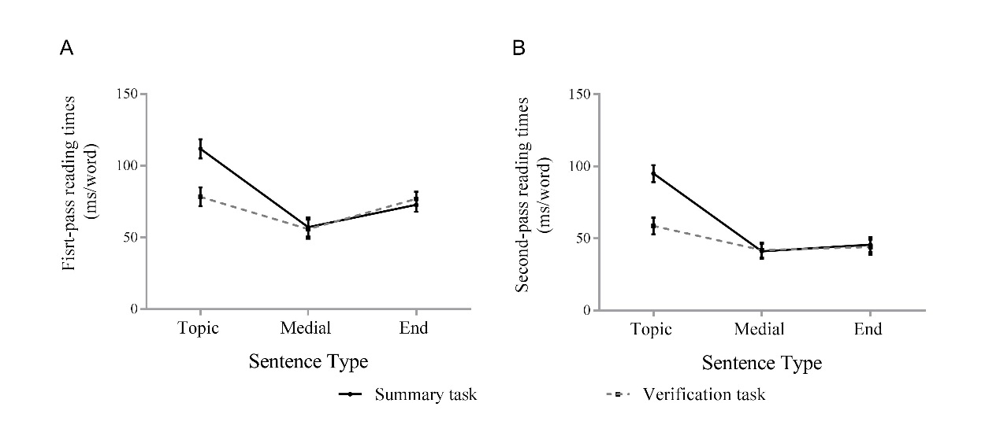 A
B
Fisrt-pass reading times
(ms/word)
150
100
50
0
Topic Medial End
Sentence Type
Second-pass reading times
(ms/word)
150
100
50
0
Topic Medial End
Sentence Type
Summary task
Verification task